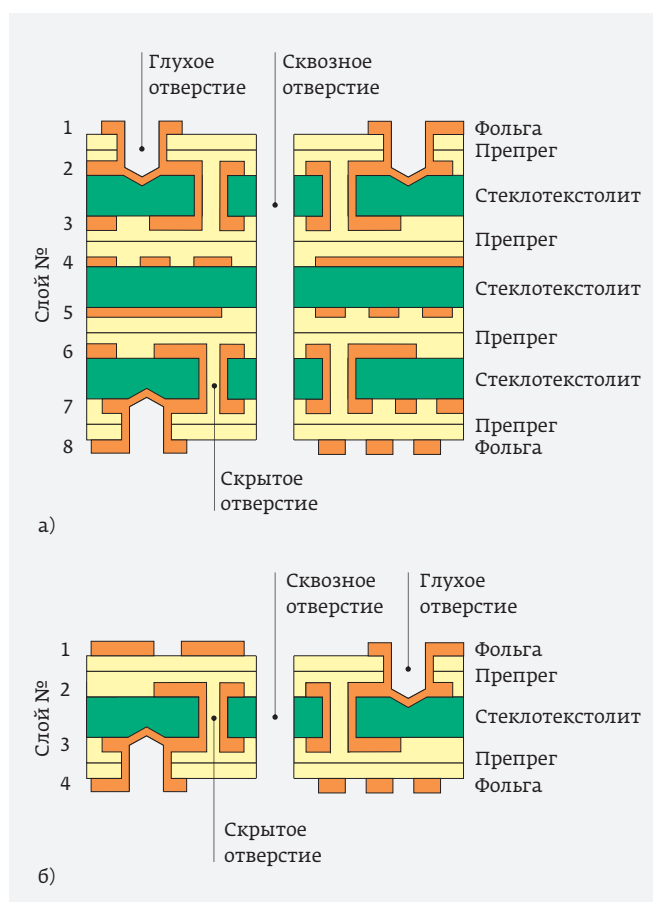 Глухое
отверстие
Сквозное
отверстие
Слой №
1
2
3
4
5
6
7
8
Фольга
Препрег
Стеклотекстолит
Препрег
Стеклотекстолит
Препрег
Стеклотекстолит
Препрег
Фольга
Скрытое
отверстие
а)
Сквозное
отверстие
Глухое
отверстие
Слой №
1
2
3
4
Фольга
Препрег
Стеклотекстолит
Препрег
Фольга
Скрытое
отверстие
б)